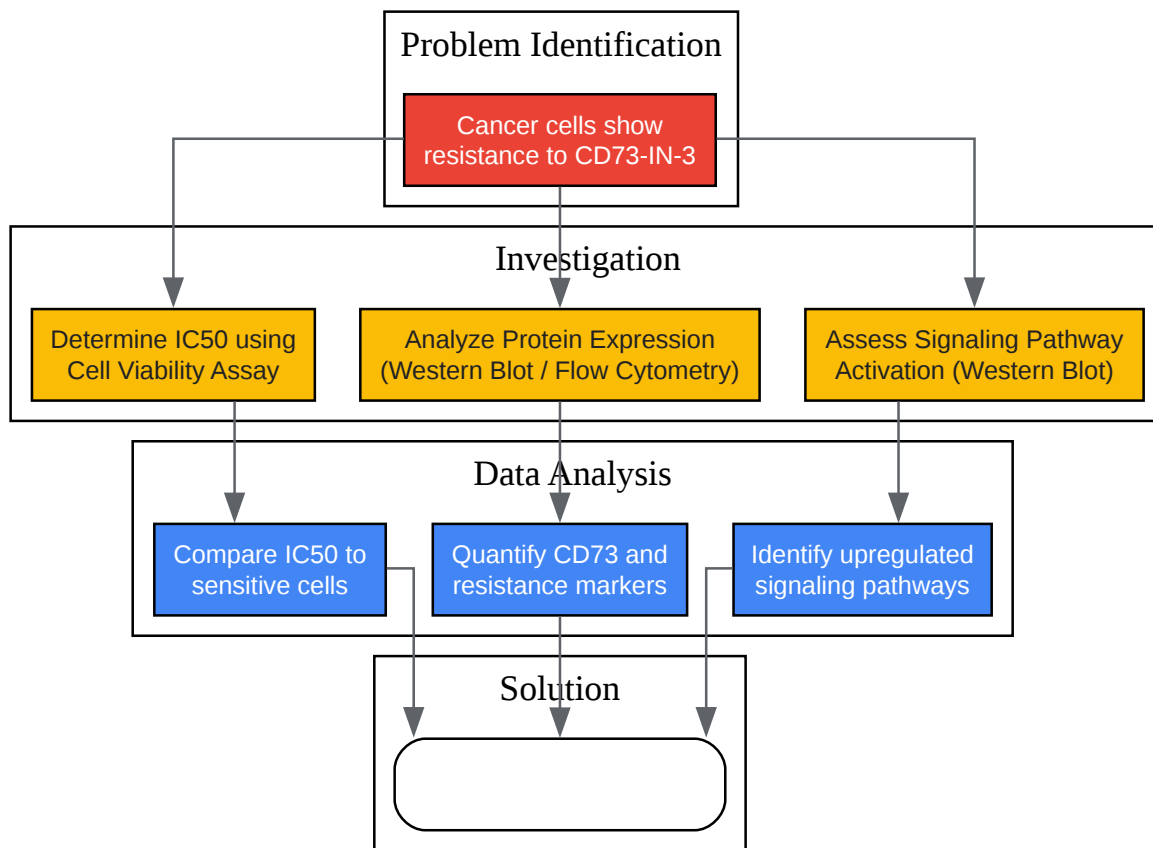 Problem Identification
Cancer cells show
resistance to CD73-IN-3
Investigation
Determine IC50 using
Cell Viability Assay
Analyze Protein Expression
(Western Blot / Flow Cytometry)
Assess Signaling Pathway
Activation (Western Blot)
Data Analysis
Compare IC50 to
sensitive cells
Quantify CD73 and
resistance markers
Identify upregulated
signaling pathways
Solution